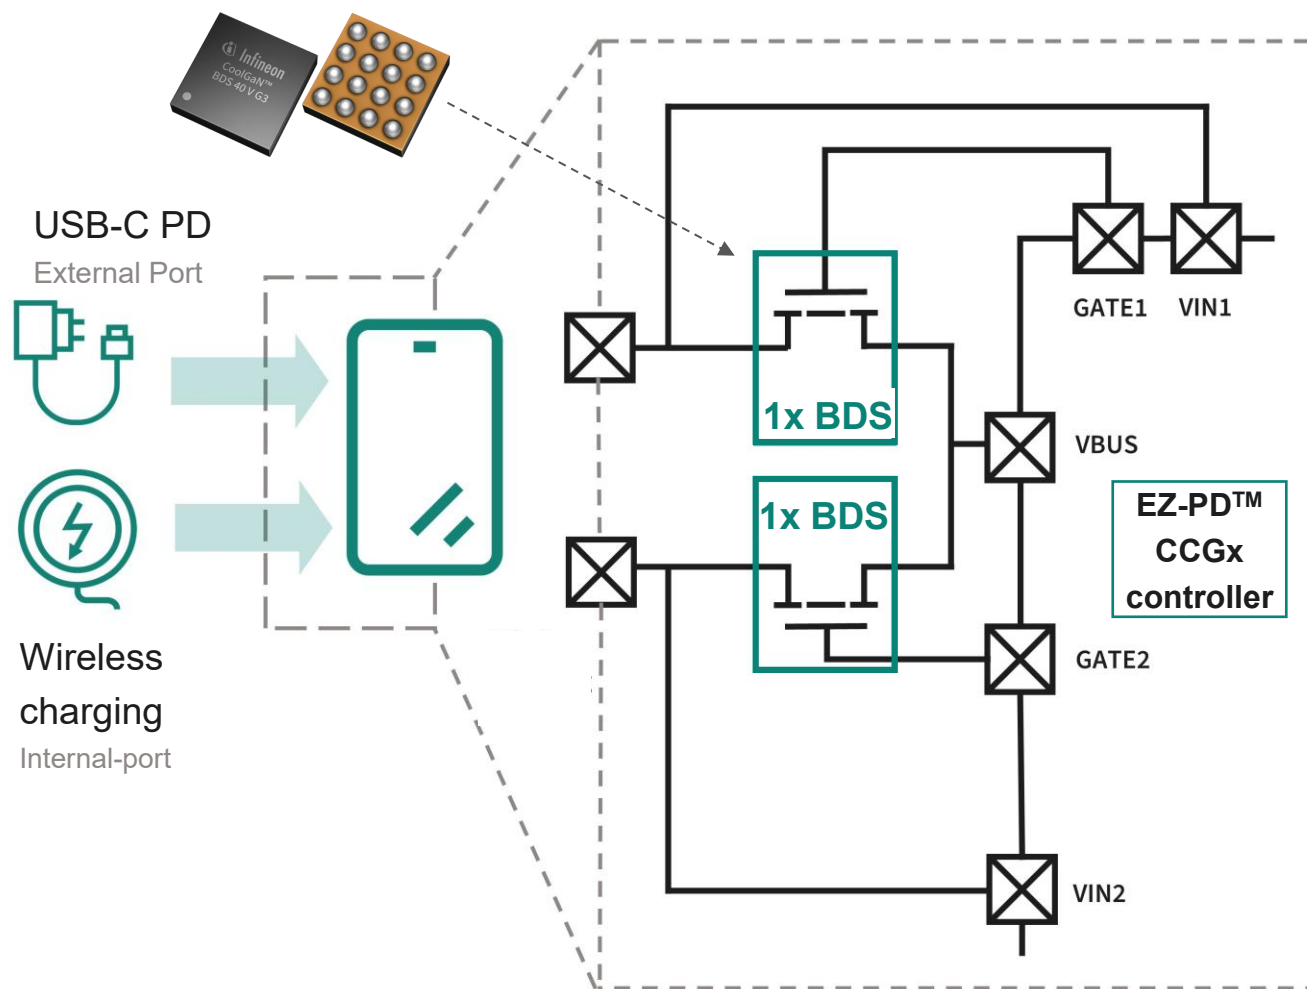 Infineon
CoolGaN™
BDS 40 V G3
USB-C PD
External Port
GATE1
VIN1
1x BDS
VBUS
1x BDS
EZ-PD™
CCGx
controller
GATE2
Wireless
charging
Internal-port
VIN2